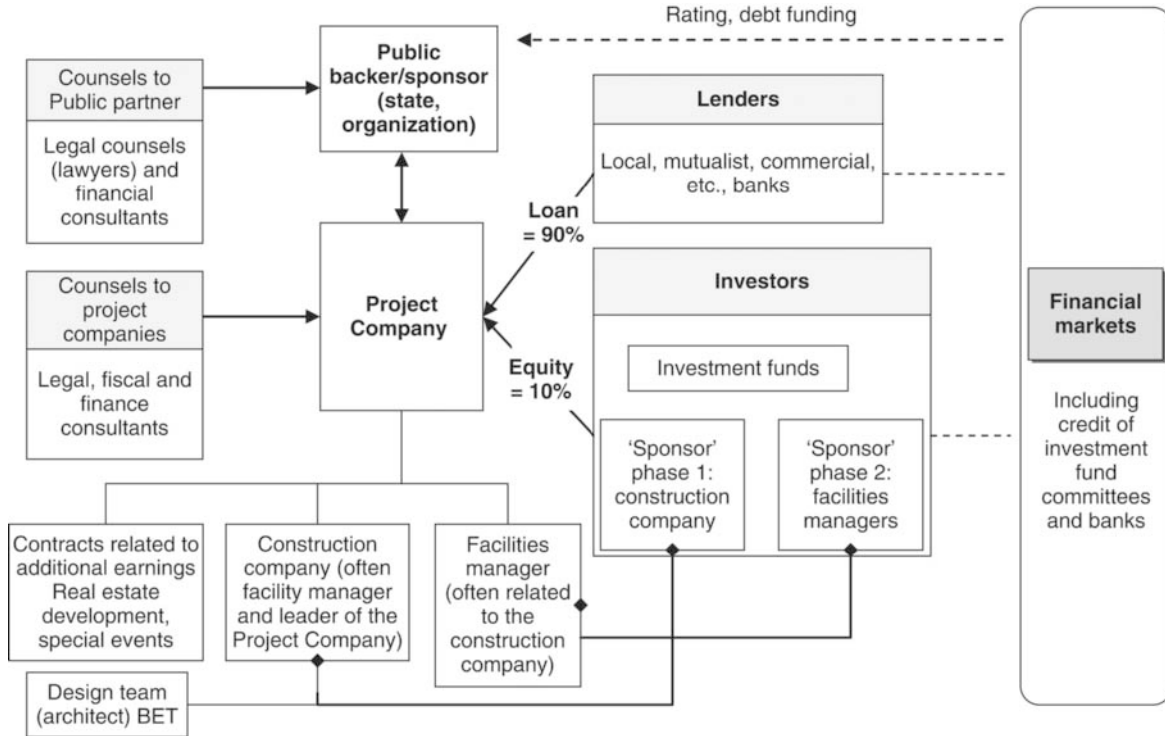 Rating, debt funding
Public
backer/sponsor
(state,
organization)
Counsels to
Public partner
Legal counsels
(lawyers) and
financial
consultants
Lenders
Local, mutualist, commercial,
etc., banks
Loan
= 90%
Counsels to
project
companies
Legal, fiscal and
finance
consultants
Project
Company
Equity
= 10%
Investors
Investment funds
‘Sponsor’
phase 1:
construction
company
‘Sponsor’
phase 2:
facilities
managers
Financial
markets
Including
credit of
investment
fund
committees
and banks
Contracts related to
additional earnings
Real estate
development,
special events
Construction
company (often
facility manager
and leader of the
Project Company)
Facilities
manager
(often related
to the
construction
company)
Design team
(architect) BET